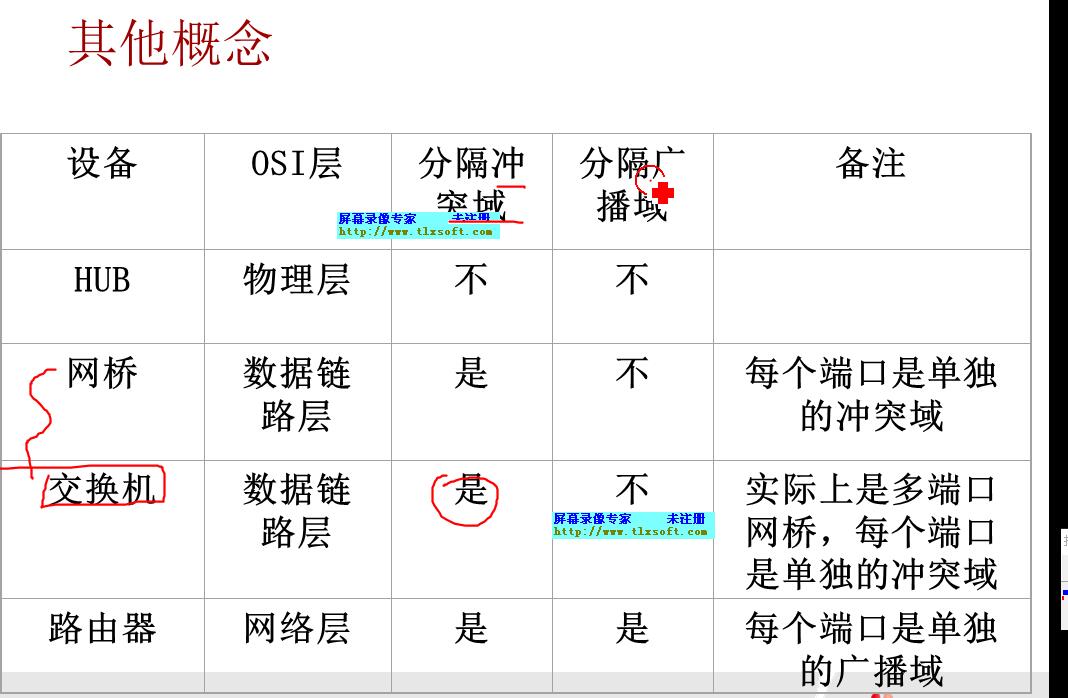 其他概念
设备
OSI层
分隔冲
突域
分隔广
播域
备注
屏幕录像专家 未注册
http://www.tlxsoft.com
HUB
物理层
不
不
网桥
数据链
路层
是
不
每个端口是单独
的冲突域
交换机
数据链
路层
是
不
实际上是多端口
网桥，每个端口
是单独的冲突域
屏幕录像专家 未注册
http://www.tlxsoft.com
路由器
网络层
是
是
每个端口是单独
的广播域